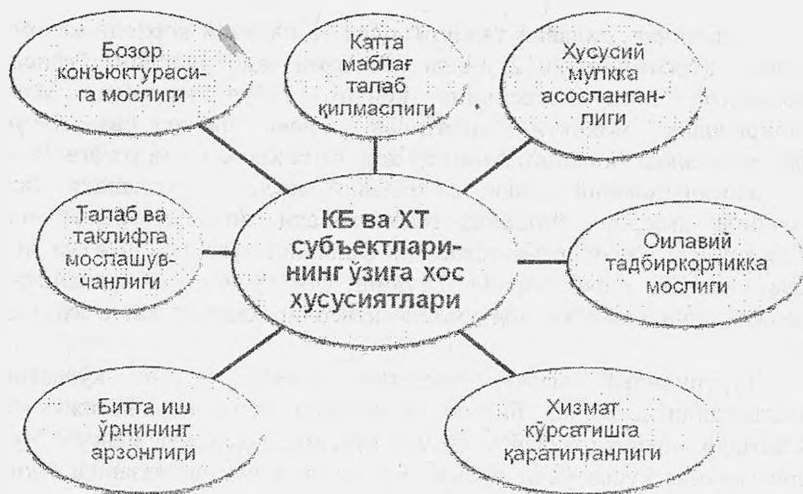 Бозор
конъюктураси-
га мослиги
Катта
маблағ
талаб
қилмаслиги
Хусусий
мулкка
асосланган-
лиги
Талаб ва
таклифга
мослашув-
чанлиги
КБ ва ХТ
субъектлари-
нинг ўзига хос
хусусиятлари
Оилавий
тадбиркорликка
мослиги
Битта иш
ўрнининг
арзонлиги
Хизмат
кўрсатишга
қаратилганлиги